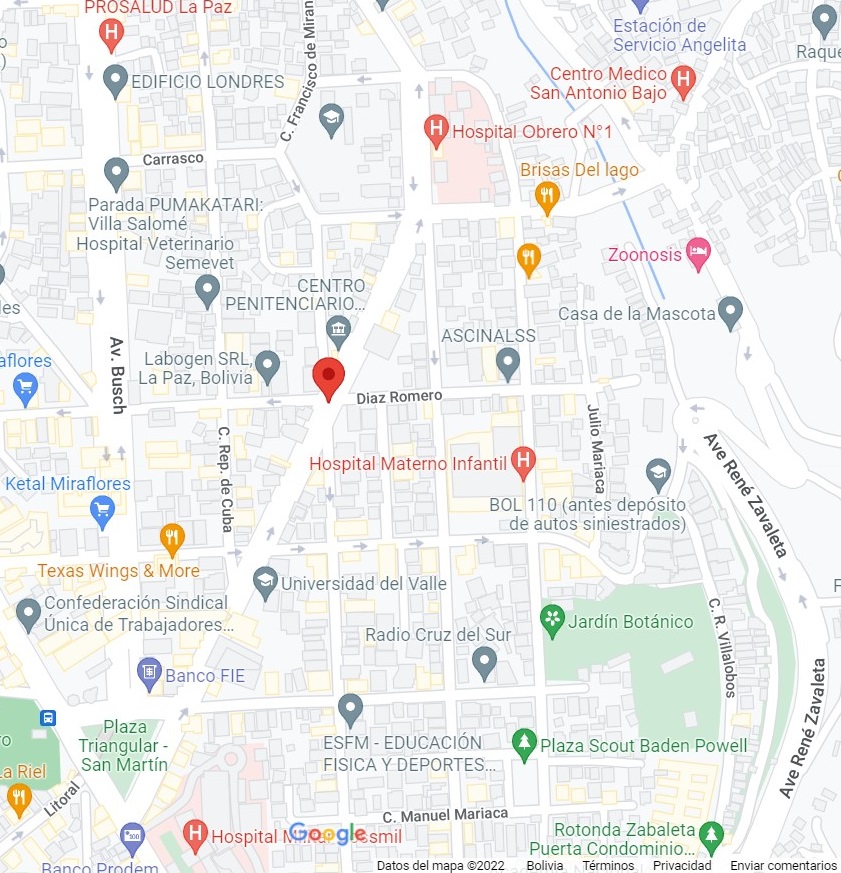 PROSALUD La Paz
EDIFICIO LONDRES
C. Francisco de Miran
Estación de
Servicio Angelita
Raque
Centro Medico
San Antonio Bajo
Hospital Obrero N°1
Carrasco
Brisas Del lago
Parada PUMAKATARI:
Villa Salomé
Hospital Veterinario
Semevet
Zoonosis
CENTRO
PENITENCIARIO...
Casa de la Mascota
les
ASCINALSS
Av. Busch
Labogen SRL,
La Paz, Bolivia
aflores
Diaz Romero
C. Rep. de Cuba
Julio Mariaca
Hospital Materno Infantil
Ave René Zavaleta
Ketal Miraflores
BOL 110 (antes depósito
de autos siniestrados)
Texas Wings & More
Universidad del Valle
Confederación Sindical
Única de Trabajadores...
Jardín Botánico
C. R. Villalobos
Radio Cruz del Sur
Banco FIE
Ave René Zavaleta
Plaza
Triangular -
San Martín
ESFM - EDUCACIÓN
FISICA Y DEPORTES...
Plaza Scout Baden Powell
ro
La Riel
Litoral
C. Manuel Mariaca
Hospital Militar Cosmil
Google
Rotonda Zabaleta
Puerta Condominio...
Banco Prodem
Datos del mapa ©2022 Bolivia Términos Privacidad Enviar comentarios